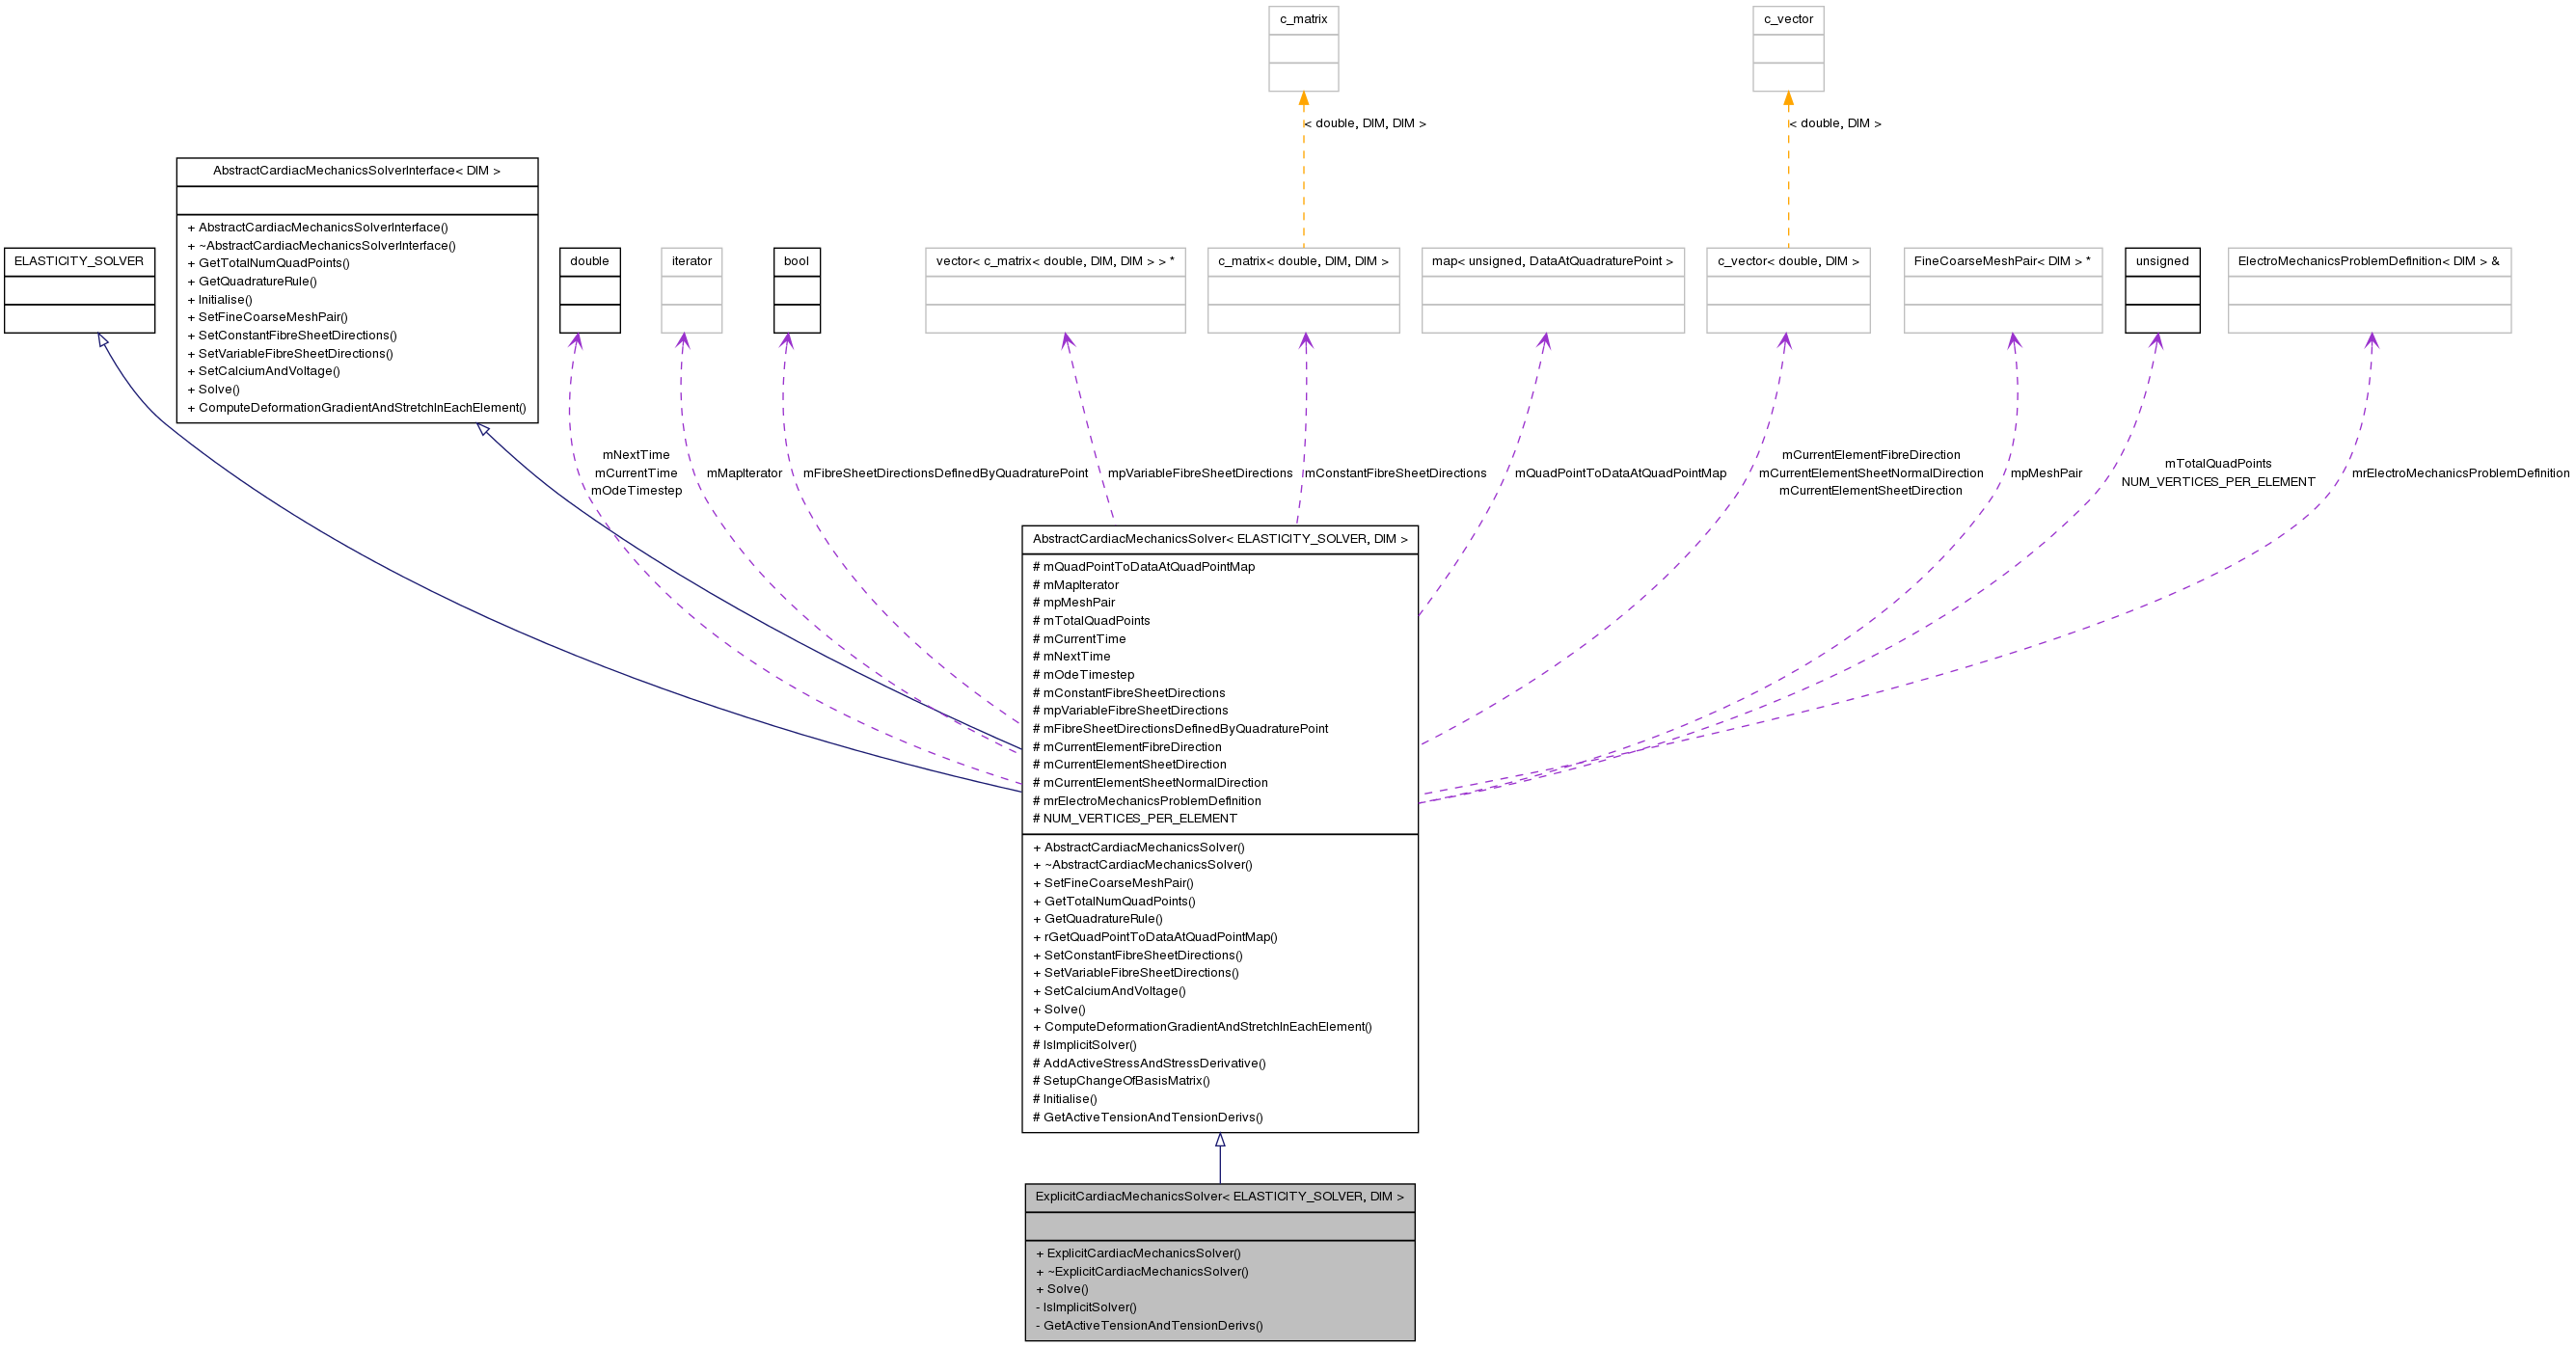 c_matrix
c_vector
< double, DIM, DIM >
< double, DIM >
AbstractCardiacMechanicsSolverInterface< DIM >
+ AbstractCardiacMechanicsSolverInterface()
+ ~AbstractCardiacMechanicsSolverInterface()
+ GetTotalNumQuadPoints()
+ GetQuadratureRule()
+ Initialise()
+ SetFineCoarseMeshPair()
+ SetConstantFibreSheetDirections()
+ SetVariableFibreSheetDirections()
+ SetCalciumAndVoltage()
+ Solve()
+ ComputeDeformationGradientAndStretchInEachElement()
ELASTICITY_SOLVER
double
iterator
bool
vector< c_matrix< double, DIM, DIM > > *
c_matrix< double, DIM, DIM >
map< unsigned, DataAtQuadraturePoint >
c_vector< double, DIM >
FineCoarseMeshPair< DIM > *
unsigned
ElectroMechanicsProblemDefinition< DIM > &
mNextTime
mCurrentTime
mOdeTimestep
mMapIterator
mFibreSheetDirectionsDefinedByQuadraturePoint
mpVariableFibreSheetDirections
mConstantFibreSheetDirections
mQuadPointToDataAtQuadPointMap
mCurrentElementFibreDirection
mCurrentElementSheetNormalDirection
mCurrentElementSheetDirection
mpMeshPair
mTotalQuadPoints
NUM_VERTICES_PER_ELEMENT
mrElectroMechanicsProblemDefinition
AbstractCardiacMechanicsSolver< ELASTICITY_SOLVER, DIM >
# mQuadPointToDataAtQuadPointMap
# mMapIterator
# mpMeshPair
# mTotalQuadPoints
# mCurrentTime
# mNextTime
# mOdeTimestep
# mConstantFibreSheetDirections
# mpVariableFibreSheetDirections
# mFibreSheetDirectionsDefinedByQuadraturePoint
# mCurrentElementFibreDirection
# mCurrentElementSheetDirection
# mCurrentElementSheetNormalDirection
# mrElectroMechanicsProblemDefinition
# NUM_VERTICES_PER_ELEMENT
+ AbstractCardiacMechanicsSolver()
+ ~AbstractCardiacMechanicsSolver()
+ SetFineCoarseMeshPair()
+ GetTotalNumQuadPoints()
+ GetQuadratureRule()
+ rGetQuadPointToDataAtQuadPointMap()
+ SetConstantFibreSheetDirections()
+ SetVariableFibreSheetDirections()
+ SetCalciumAndVoltage()
+ Solve()
+ ComputeDeformationGradientAndStretchInEachElement()
# IsImplicitSolver()
# AddActiveStressAndStressDerivative()
# SetupChangeOfBasisMatrix()
# Initialise()
# GetActiveTensionAndTensionDerivs()
ExplicitCardiacMechanicsSolver< ELASTICITY_SOLVER, DIM >
+ ExplicitCardiacMechanicsSolver()
+ ~ExplicitCardiacMechanicsSolver()
+ Solve()
- IsImplicitSolver()
- GetActiveTensionAndTensionDerivs()